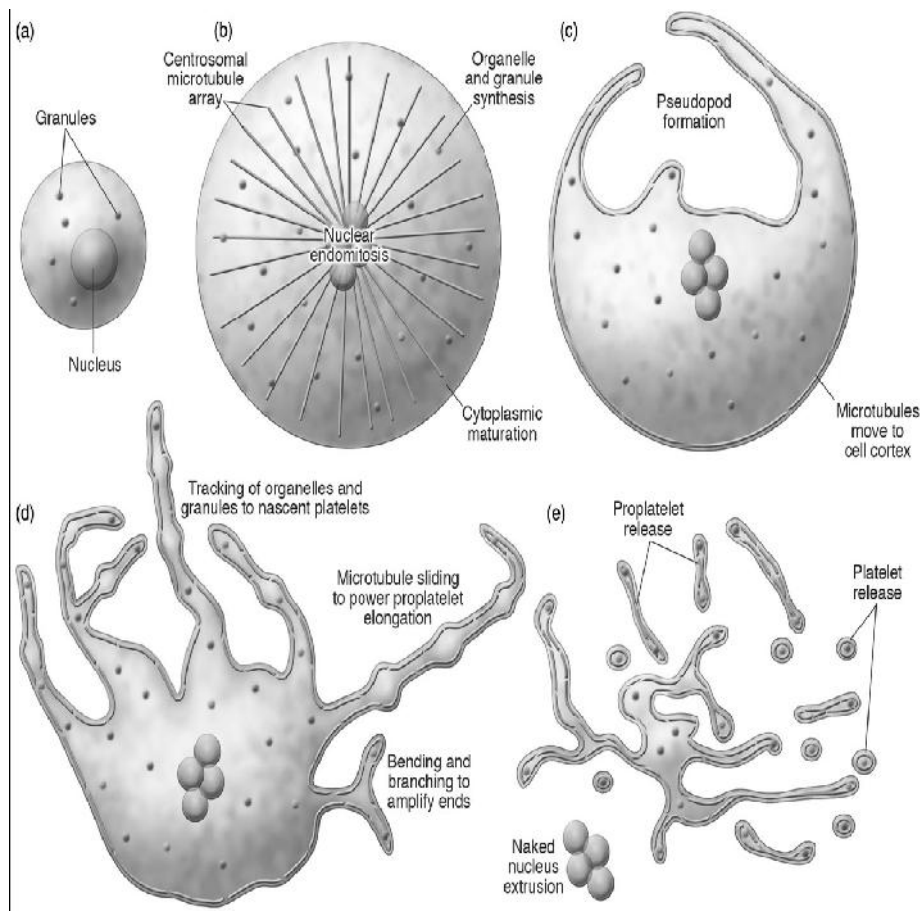 (a)
Granules
Nucleus
(b)
Centrosomal
microtubule
array
Organelle
and granule
synthesis
Nuclear
endomitosis
Cytoplasmic
maturation
(c)
Pseudopod
formation
Microtubules
move to
cell cortex
(d)
Tracking of organelles and
granules to nascent platelets
Microtubule sliding
to power proplatelet
elongation
Bending and
branching to
amplify ends
(e)
Proplatelet
release
Platelet
release
Naked
nucleus
extrusion